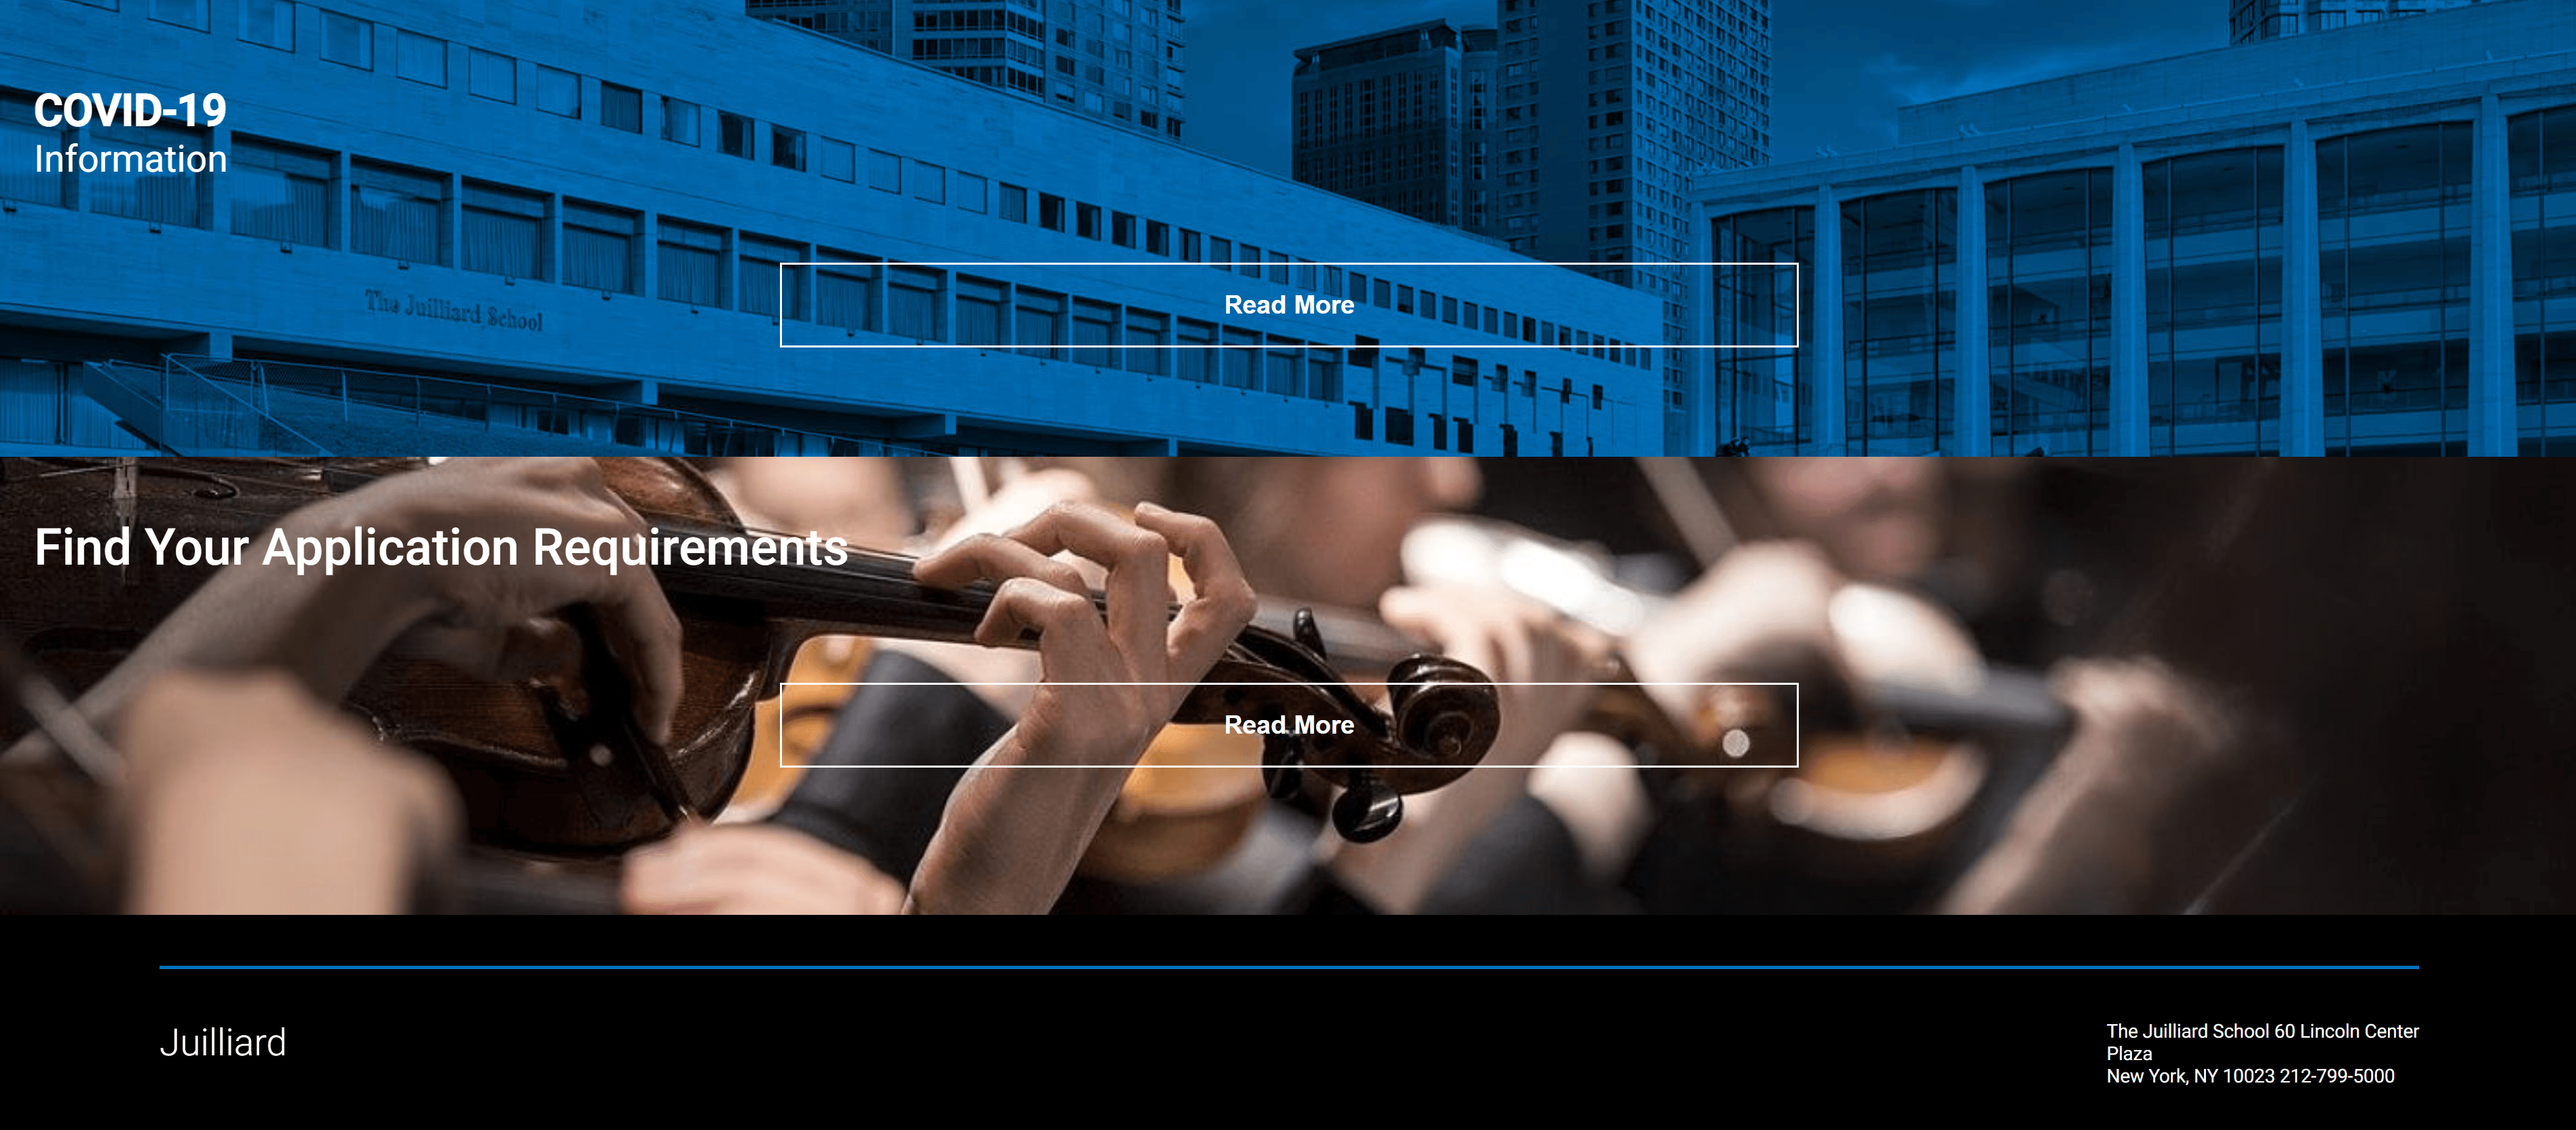 COVID-19
Information
The Juilliard School
Read More
Find Your Application Requirements
Read More
Juilliard
The Juilliard School 60 Lincoln Center
Plaza
New York, NY 10023 212-799-5000